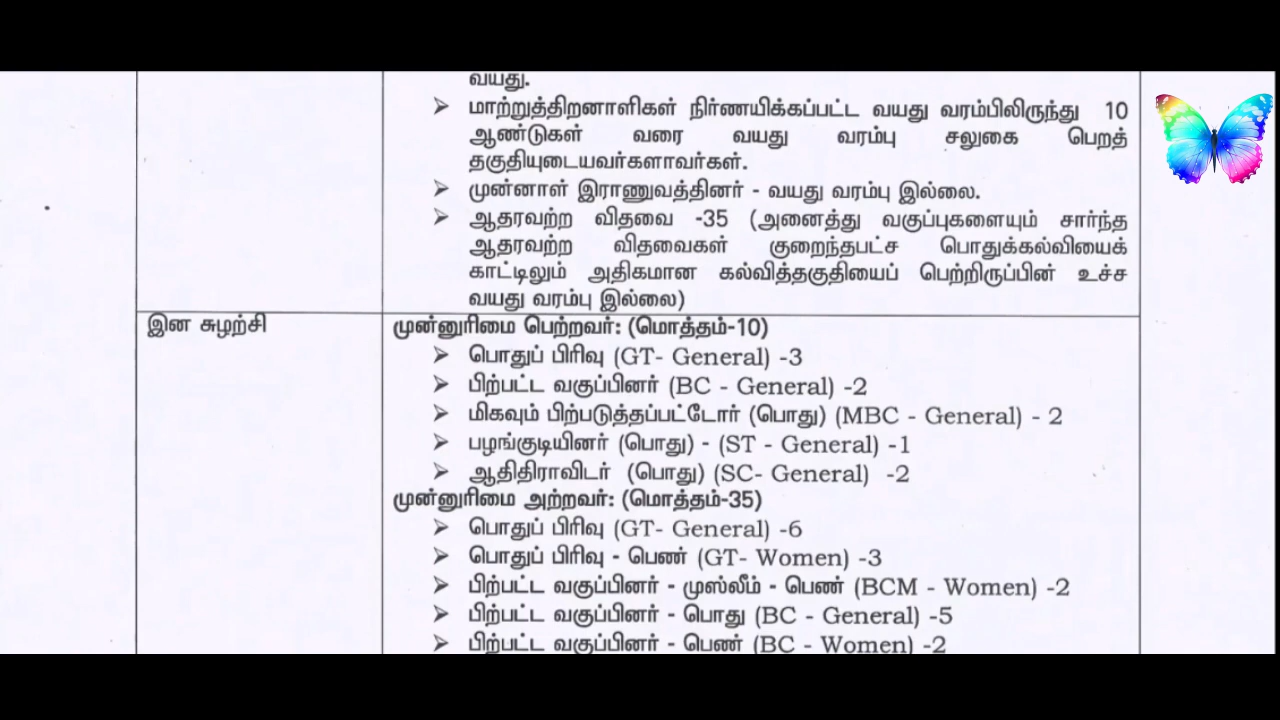 வயது.
➢ மாற்றுத்திறனாளிகள் நிர்ணயிக்கப்பட்ட வயது வரம்பிலிருந்து 10
ஆண்டுகள் வரை வயது வரம்பு சலுகை பெறத்
தகுதியுடையவர்களாவர்கள்.
➢ முன்னாள் இராணுவத்தினர் - வயது வரம்பு இல்லை.
➢ ஆதரவற்ற விதவை -35 (அனைத்து வகுப்புகளையும் சார்ந்த
ஆதரவற்ற விதவைகள் குறைந்தபட்ச பொதுக்கல்வியைக்
காட்டிலும் அதிகமான கல்வித்தகுதியைப் பெற்றிருப்பின் உச்ச
வயது வரம்பு இல்லை)
இன சுழற்சி
முன்னுரிமை பெற்றவர்: (மொத்தம்-10)
➢ பொதுப் பிரிவு (GT- General) -3
➢ பிற்பட்ட வகுப்பினர் (BC - General) -2
➢ மிகவும் பிற்படுத்தப்பட்டோர் (பொது) (MBC - General) - 2
➢ பழங்குடியினர் (பொது) - (ST - General) -1
➢ ஆதிதிராவிடர் (பொது) (SC- General) -2
முன்னுரிமை அற்றவர்: (மொத்தம்-35)
➢ பொதுப் பிரிவு (GT- General) -6
➢ பொதுப் பிரிவு - பெண் (GT- Women) -3
➢ பிற்பட்ட வகுப்பினர் - முஸ்லீம் - பெண் (BCM - Women) -2
➢ பிற்பட்ட வகுப்பினர் - பொது (BC - General) -5
➢ பிற்பட்ட வகுப்பினர் - பெண் (BC - Women) -2